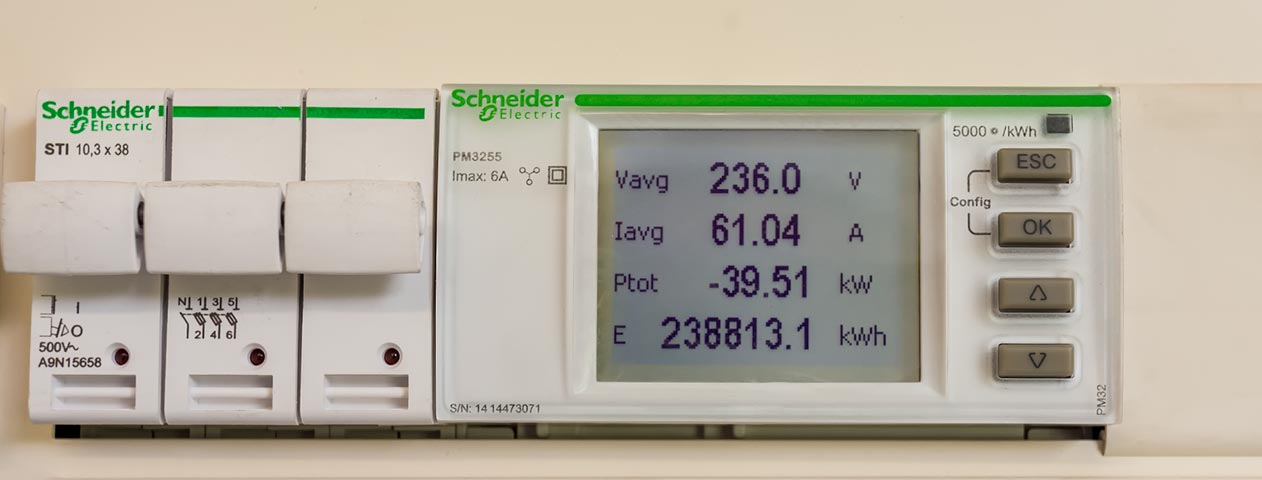 Schneider
Electric
STI 10,3 x 38
I
O
500V~
A9N15658
N 1 3 5
2 4 6
Schneider
Electric
PM3255
Imax: 6A
Vavg 236.0 V
Iavg 61.04 A
Ptot -39.51 kW
E 238813.1 kWh
S/N: 14 14473071
5000 /kWh
ESC
Config
OK
PM32